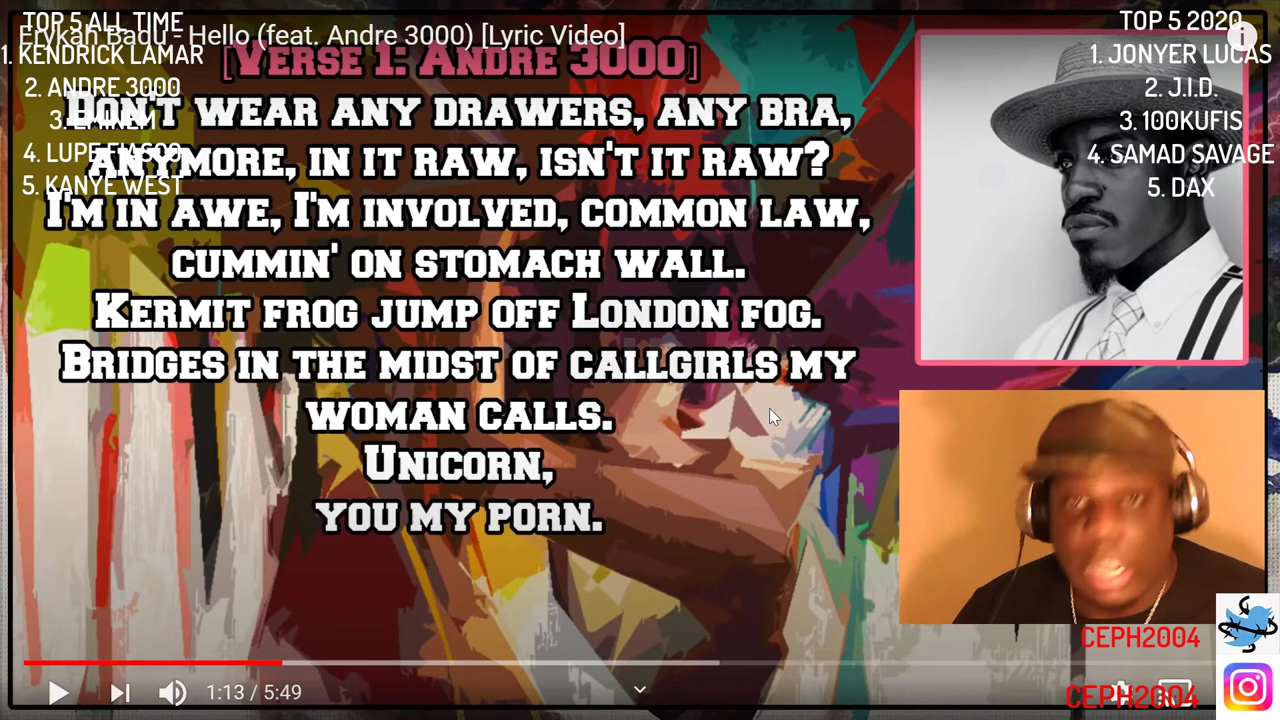 Erykah Badu - Hello (feat. Andre 3000) [Lyric Video]
TOP 5 ALL TIME
1. KENDRICK LAMAR
2. ANDRE 3000
3. EMINEM
4. LUPE FIASCO
5. KANYE WEST
TOP 5 2020
1. JONYER LUCAS
2. J.I.D.
3. 100KUFIS
4. SAMAD SAVAGE
5. DAX
[Verse 1: Andre 3000]
Don't wear any drawers, any bra,
anymore, in it raw, isn't it raw?
I'm in awe, I'm involved, common law,
cummin' on stomach wall.
Kermit frog jump off London fog.
Bridges in the midst of callgirls my
woman calls.
Unicorn,
you my porn.
CEPH2004
CEPH2004
1:13 / 5:49